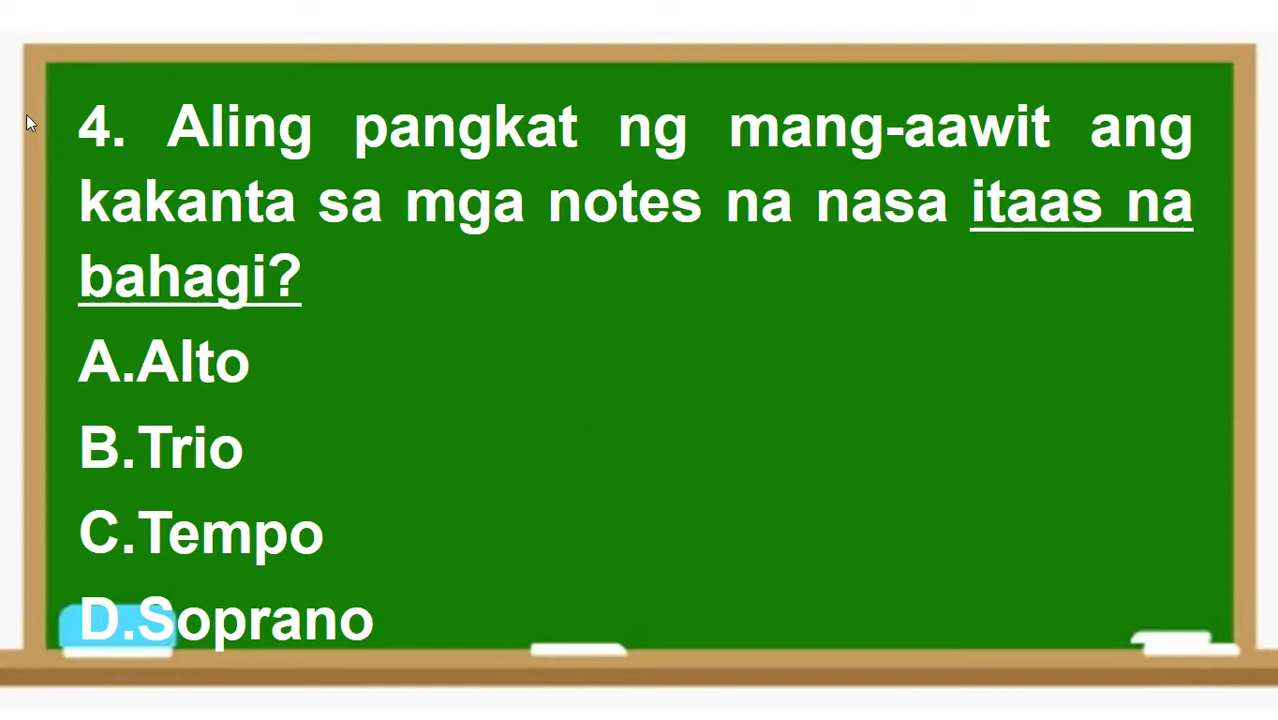 4. Aling pangkat ng mang-aawit ang
kakanta sa mga notes na nasa itaas na
bahagi?
A.Alto
B.Trio
C.Tempo
D.Soprano